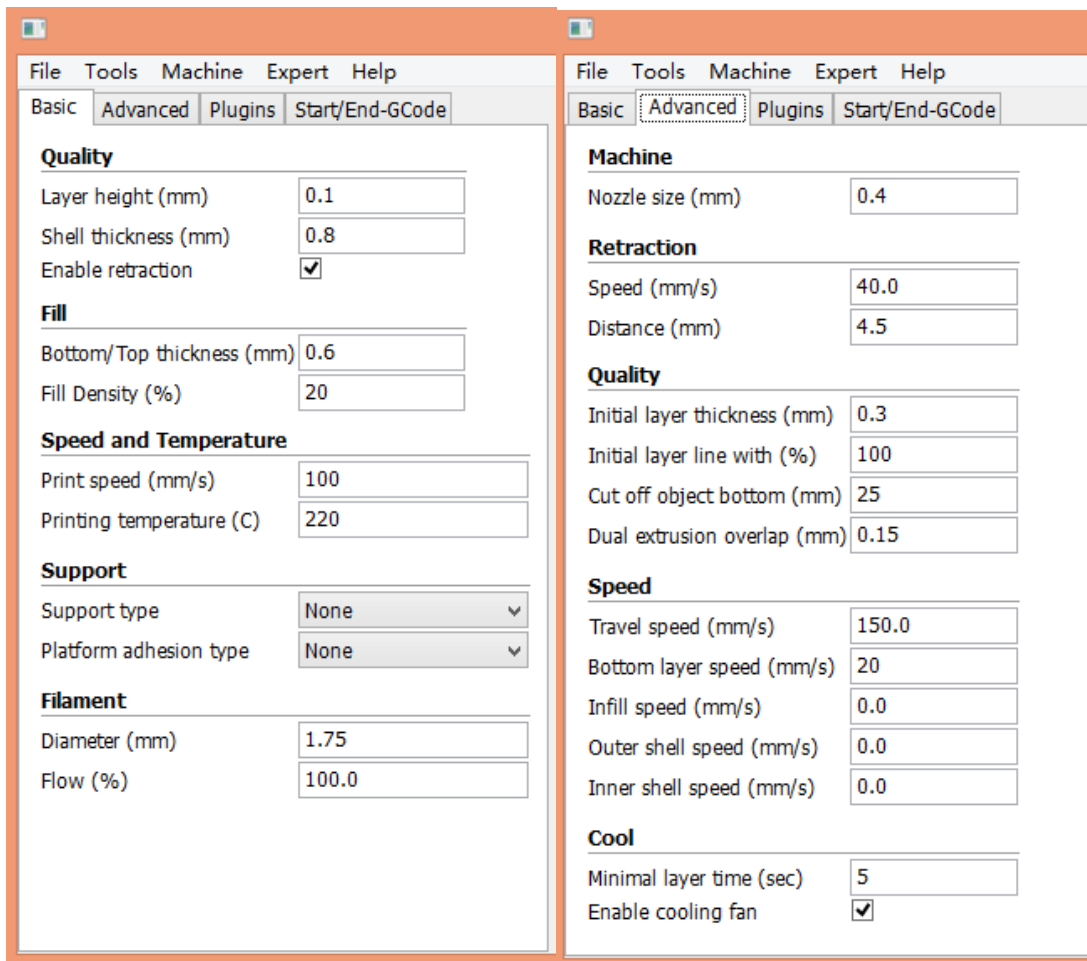 File Tools Machine Expert Help
Basic Advanced Plugins Start/End-GCode
Quality
Layer height (mm) 0.1
Shell thickness (mm) 0.8
Enable retraction
Fill
Bottom/Top thickness (mm) 0.6
Fill Density (%) 20
Speed and Temperature
Print speed (mm/s) 100
Printing temperature (C) 220
Support
Support type None
Platform adhesion type None
Filament
Diameter (mm) 1.75
Flow (%) 100.0
File Tools Machine Expert Help
Basic Advanced Plugins Start/End-GCode
Machine
Nozzle size (mm) 0.4
Retraction
Speed (mm/s) 40.0
Distance (mm) 4.5
Quality
Initial layer thickness (mm) 0.3
Initial layer line with (%) 100
Cut off object bottom (mm) 25
Dual extrusion overlap (mm) 0.15
Speed
Travel speed (mm/s) 150.0
Bottom layer speed (mm/s) 20
Infill speed (mm/s) 0.0
Outer shell speed (mm/s) 0.0
Inner shell speed (mm/s) 0.0
Cool
Minimal layer time (sec) 5
Enable cooling fan